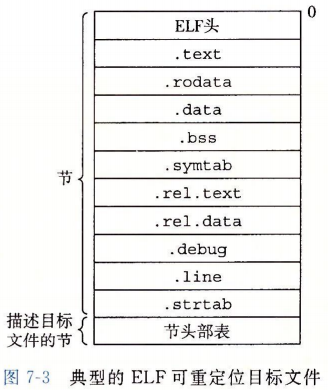 0
ELF头
.text
.rodata
.data
.bss
.symtab
节
.rel.text
.rel.data
.debug
.line
.strtab
描述目标
文件的节
节头部表
图 7-3 典型的 ELF 可重定位目标文件